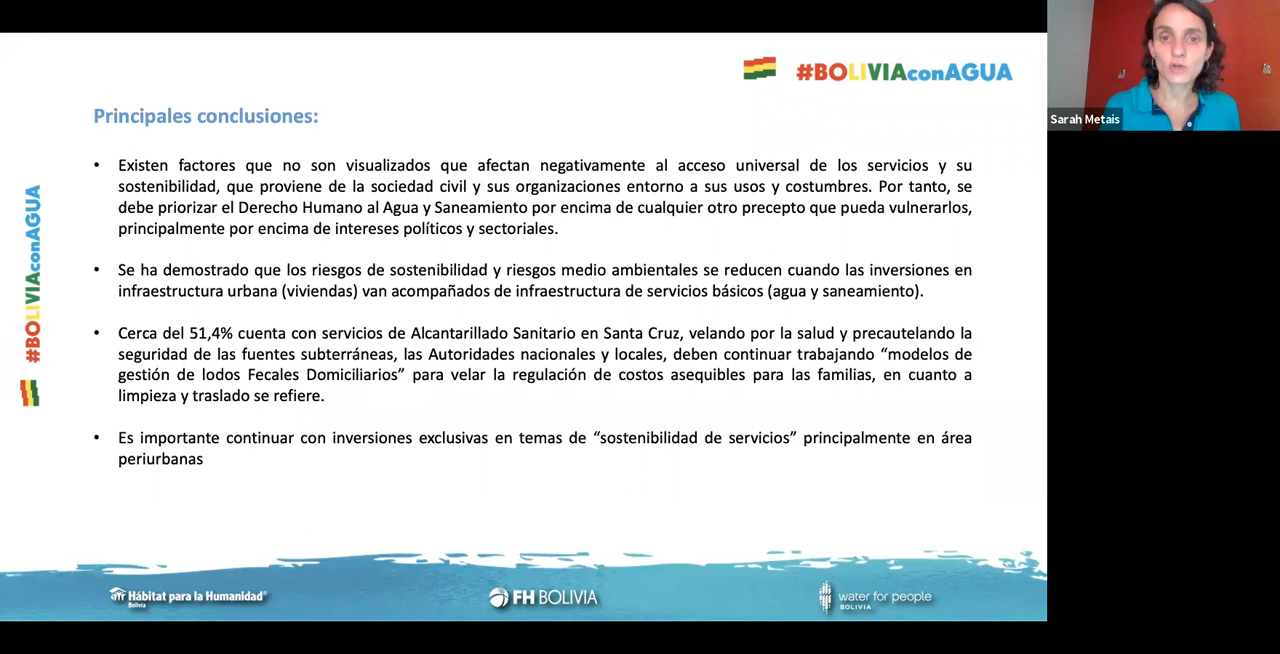 #BOLIVIAconAGUA
Principales conclusiones:
• Existen factores que no son visualizados que afectan negativamente al acceso universal de los servicios y su
sostenibilidad, que proviene de la sociedad civil y sus organizaciones entorno a sus usos y costumbres. Por tanto, se
debe priorizar el Derecho Humano al Agua y Saneamiento por encima de cualquier otro precepto que pueda vulnerarlos,
principalmente por encima de intereses políticos y sectoriales.
• Se ha demostrado que los riesgos de sostenibilidad y riesgos medio ambientales se reducen cuando las inversiones en
infraestructura urbana (viviendas) van acompañados de infraestructura de servicios básicos (agua y saneamiento).
• Cerca del 51,4% cuenta con servicios de Alcantarillado Sanitario en Santa Cruz, velando por la salud y precautelando la
seguridad de las fuentes subterráneas, las Autoridades nacionales y locales, deben continuar trabajando “modelos de
gestión de lodos Fecales Domiciliarios” para velar la regulación de costos asequibles para las familias, en cuanto a
limpieza y traslado se refiere.
• Es importante continuar con inversiones exclusivas en temas de “sostenibilidad de servicios” principalmente en área
periurbanas
#BOLIVIAconAGUA
Hábitat para la Humanidad®
Bolivia
FH BOLIVIA
water for people
BOLIVIA
Sarah Metais